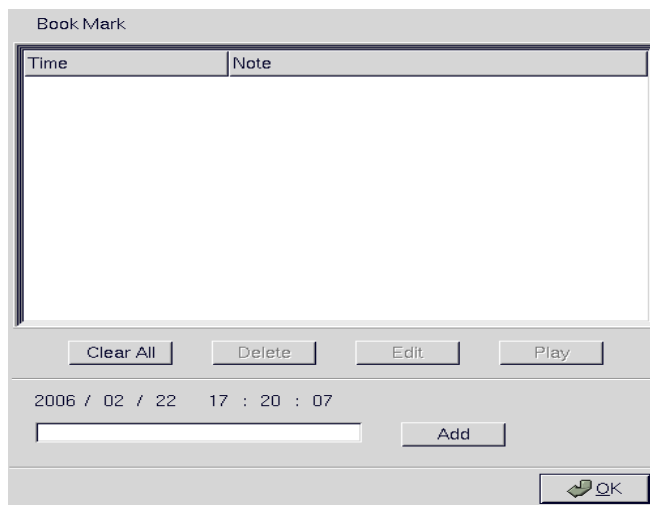 Book Mark
Time Note
Clear All Delete Edit Play
2006 / 02 / 22 17 : 20 : 07
Add
OK